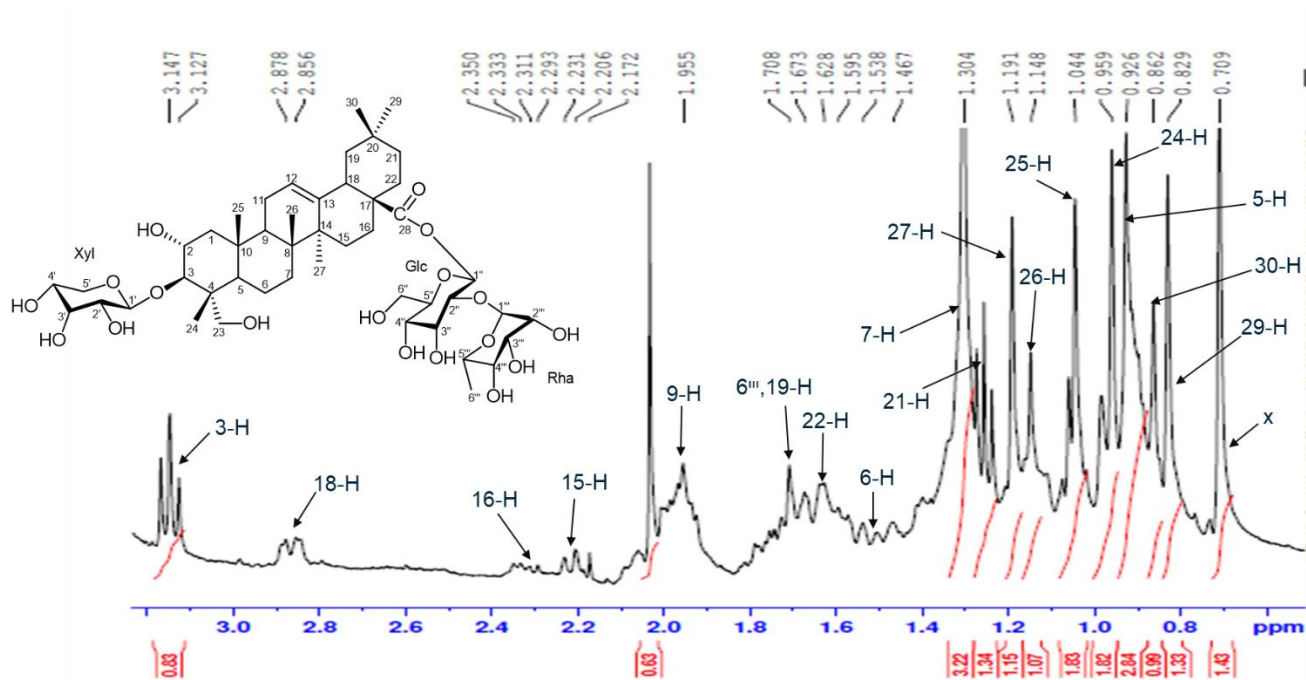 3.147
3.127
2.878
2.856
2.350
2.333
2.311
2.293
2.231
2.206
2.172
1.955
1.708
1.673
1.628
1.595
1.538
1.467
1.304
1.191
1.148
1.044
0.959
0.926
0.862
0.829
0.709
30 29
20
19 21
12 18 22
11 13 17 O
25 26 16 28
HO 1 9 14 O
2 10 8 15
3 4 5 6 7 27
Xyl
4' 5' O O
HO 3' 2' 1'
OH OH
24 23 OH
Glc
6'' O 1''
HO 5'' 2'' O 1''' 2'''
4'' 3'' OH
OH OH O 3'''
5''' 4''' OH
6''' OH
Rha
3-H
18-H
16-H
15-H
9-H
6''',19-H
22-H
6-H
7-H
21-H
27-H
26-H
25-H
24-H
5-H
30-H
29-H
x
3.0 2.8 2.6 2.4 2.2 2.0 1.8 1.6 1.4 1.2 1.0 0.8 ppm
0.83 0.63 3.22 1.34 1.15 1.07 1.83 1.82 2.84 0.99 1.33 1.43